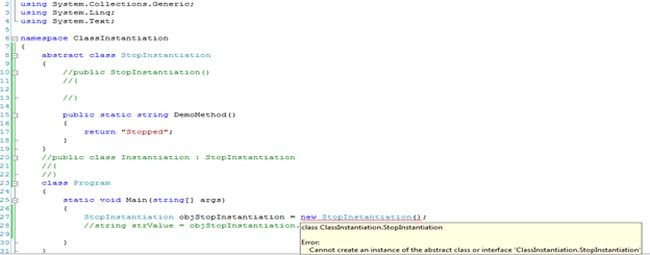 2 using System.Collections.Generic;
3 using System.Linq;
4 using System.Text;
5
6 namespace ClassInstantiation
7 {
8 abstract class StopInstantiation
9 {
10 //public StopInstantiation()
11 //{
12
13 //}
14
15 public static string DemoMethod()
16 {
17 return "Stopped";
18 }
19 }
20 //public class Instantiation : StopInstantiation
21 //{
22 //}
23 class Program
24 {
25 static void Main(string[] args)
26 {
27 StopInstantiation objStopInstantiation = new StopInstantiation();
28 //string strValue = objStopInstantiation.
class ClassInstantiation.StopInstantiation
29
Error:
30 }
Cannot create an instance of the abstract class or interface 'ClassInstantiation.StopInstantiation'
31 }